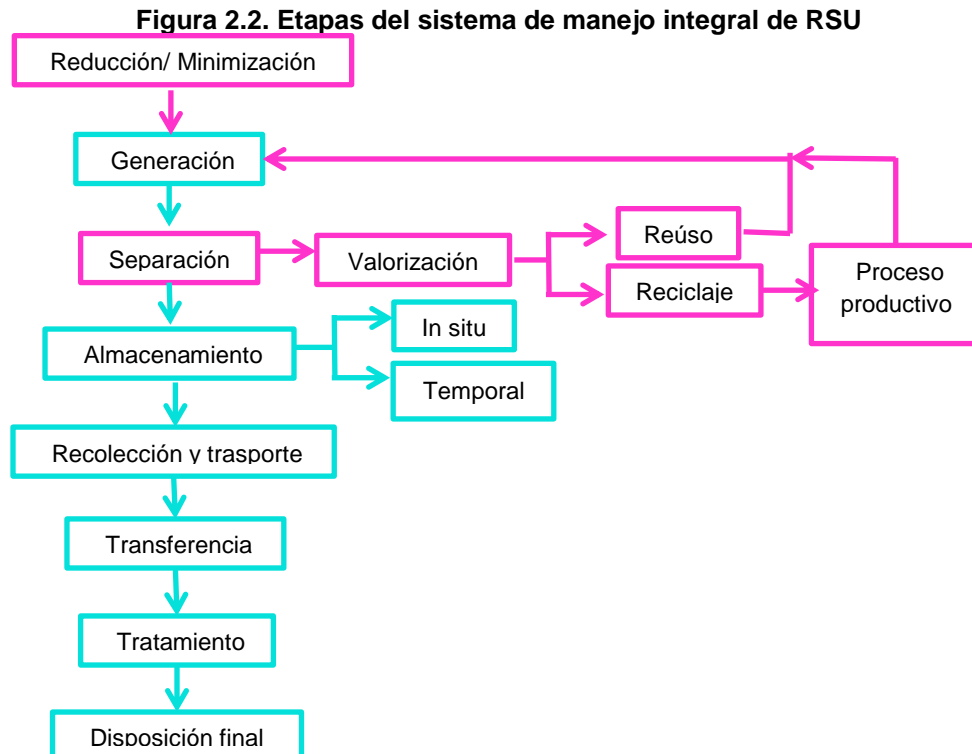 Figura 2.2. Etapas del sistema de manejo integral de RSU
Reducción/ Minimización
Generación
Separación
Valorización
Reúso
Reciclaje
Proceso
productivo
Almacenamiento
In situ
Temporal
Recolección y trasporte
Transferencia
Tratamiento
Disposición final